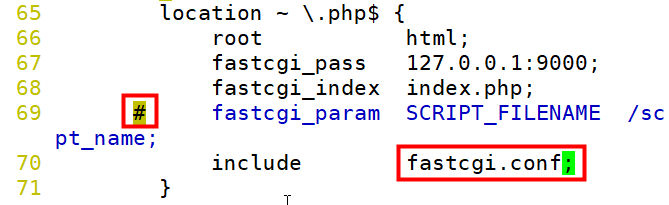 65 location ~ \.php$ {
66 root html;
67 fastcgi_pass 127.0.0.1:9000;
68 fastcgi_index index.php;
69 # fastcgi_param SCRIPT_FILENAME /sc
pt_name;
70 include fastcgi.conf;
71 }